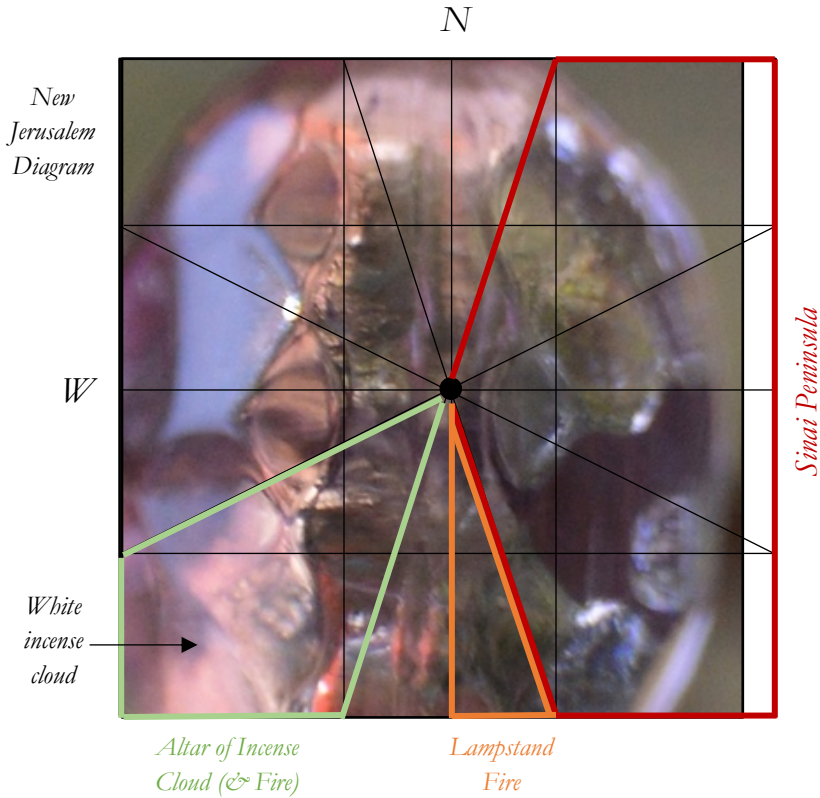 N
New
Jerusalem
Diagram
W
Sinai Peninsula
White
incense
cloud
Altar of Incense
Cloud (& Fire)
Lampstand
Fire